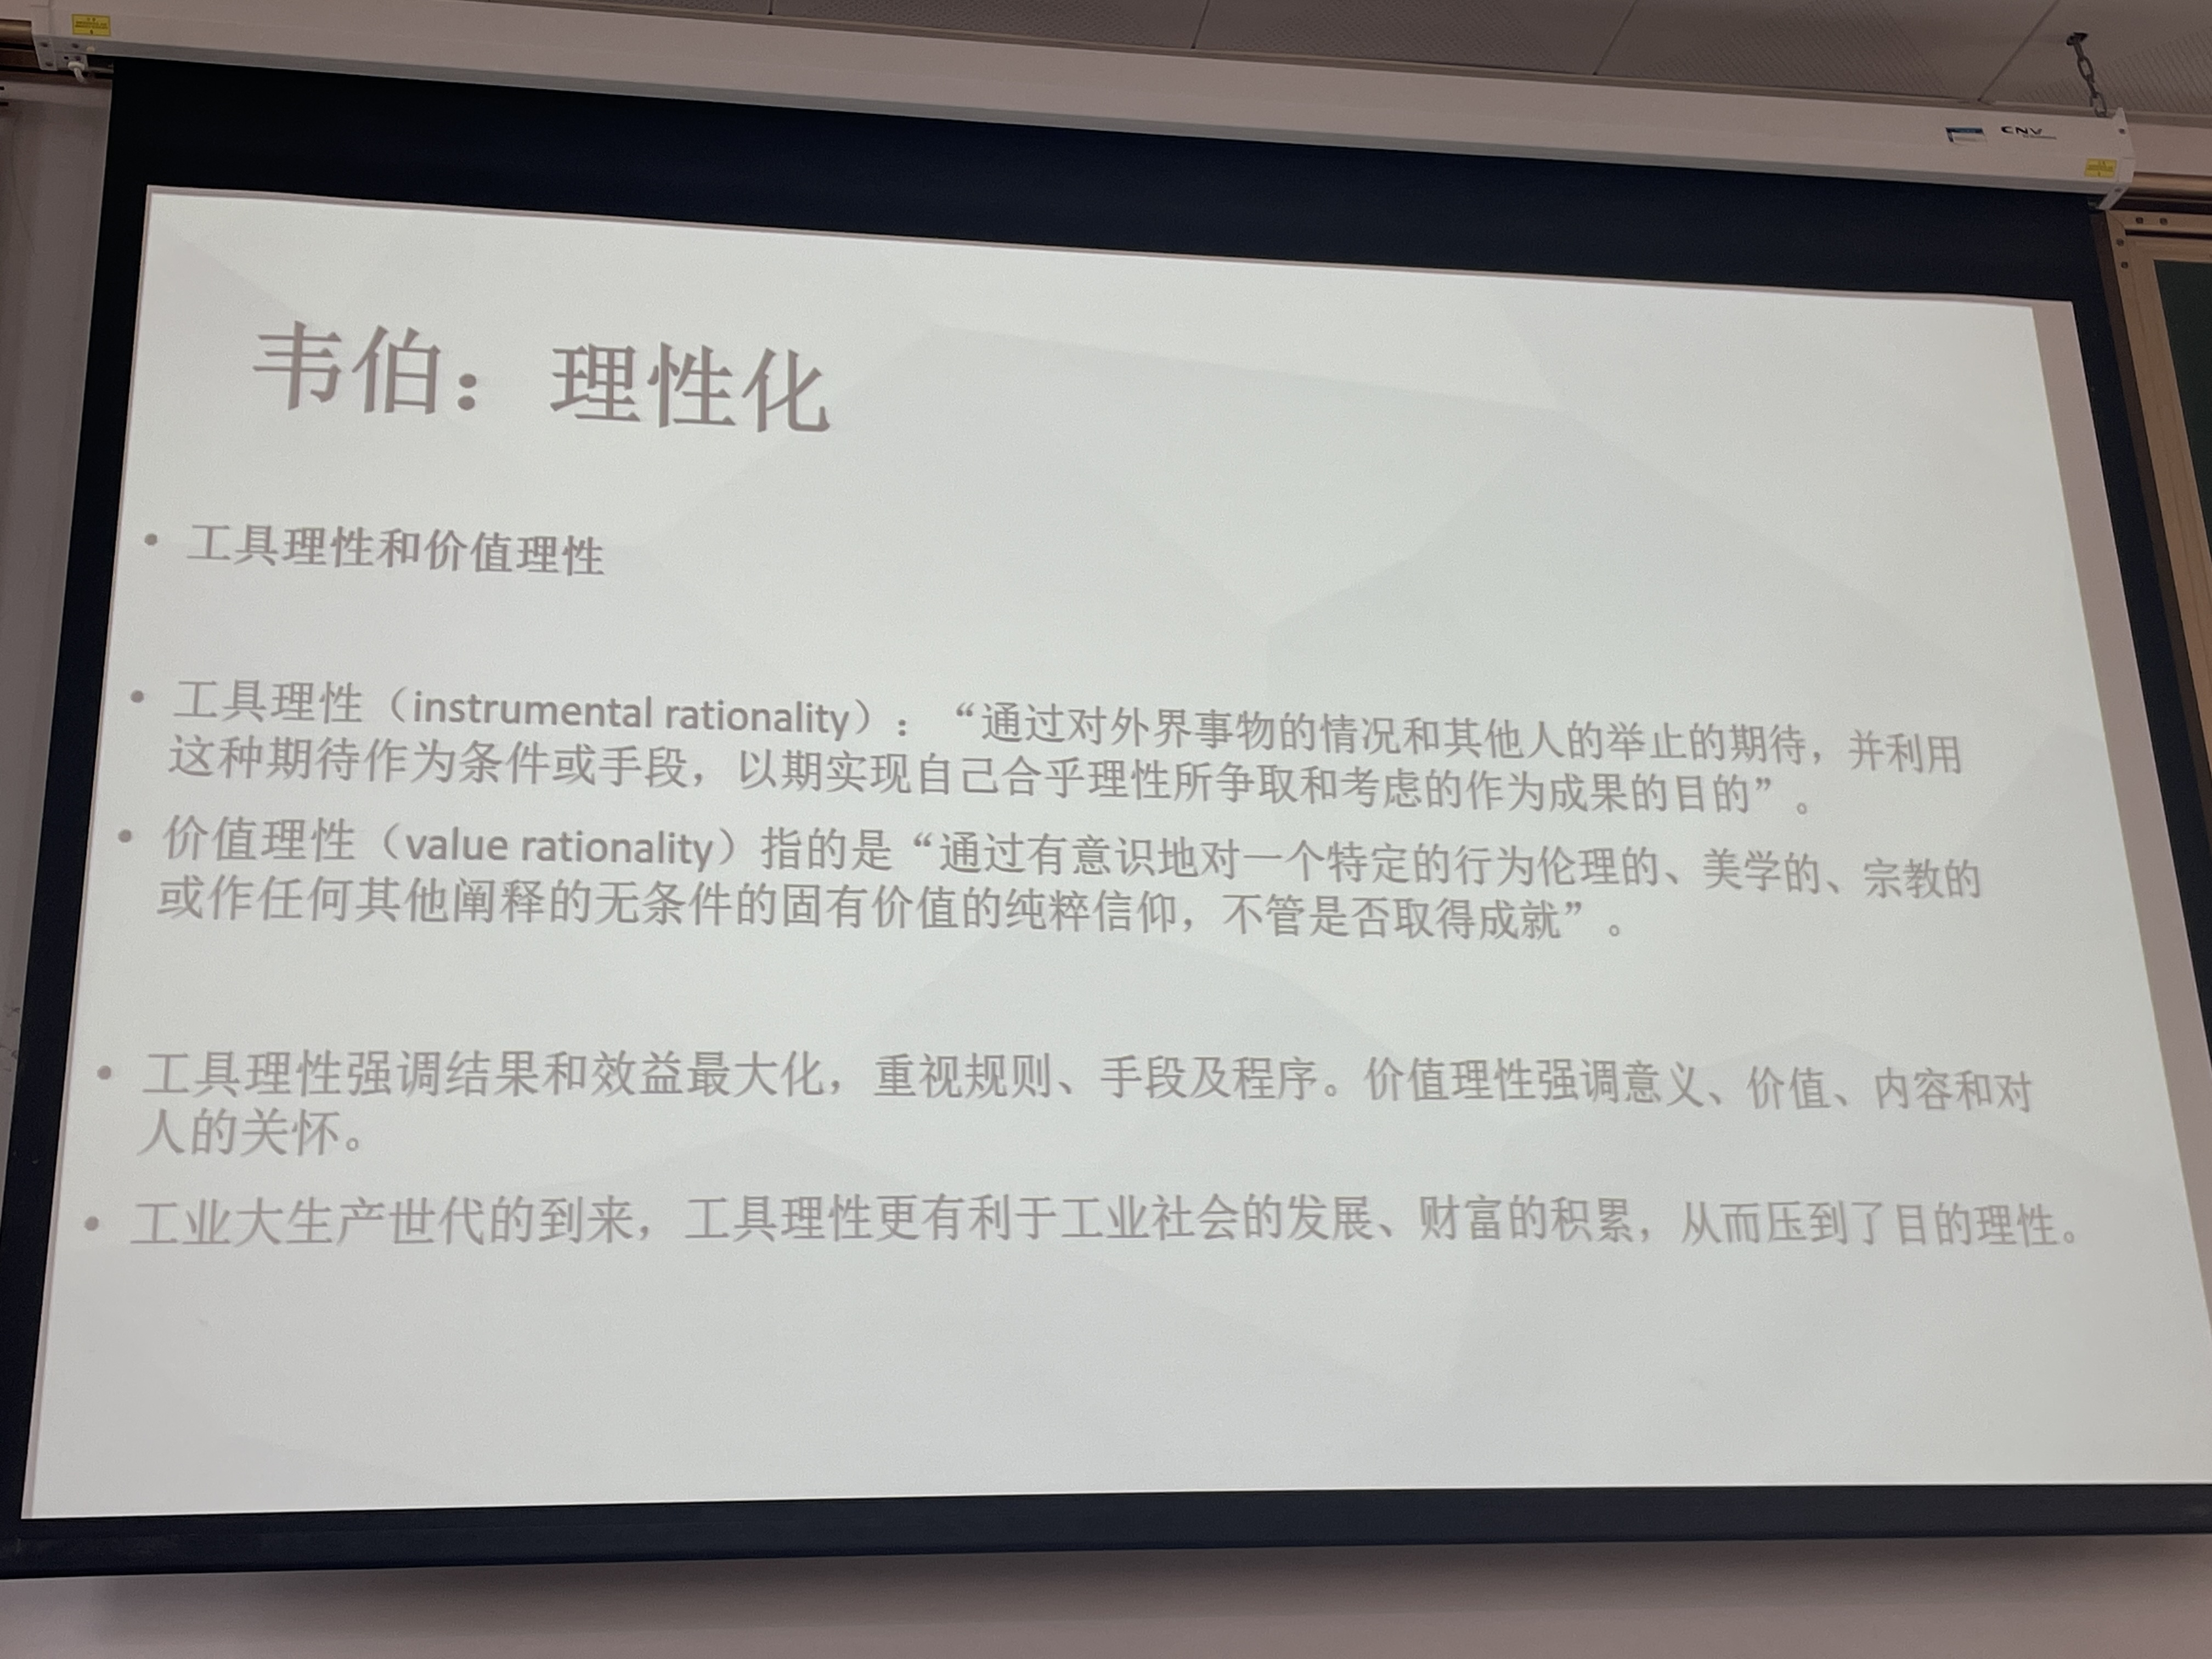 CNV
韦伯：理性化
• 工具理性和价值理性
• 工具理性（instrumental rationality）：“通过对外界事物的情况和其他人的举止的期待，并利用
这种期待作为条件或手段，以期实现自己合乎理性所争取和考虑的作为成果的目的”。
• 价值理性（value rationality）指的是“通过有意识地对一个特定的行为伦理的、美学的、宗教的
或作任何其他阐释的无条件的固有价值的纯粹信仰，不管是否取得成就”。
• 工具理性强调结果和效益最大化，重视规则、手段及程序。价值理性强调意义、价值、内容和对
人的关怀。
• 工业大生产世代的到来，工具理性更有利于工业社会的发展、财富的积累，从而压到了目的理性。